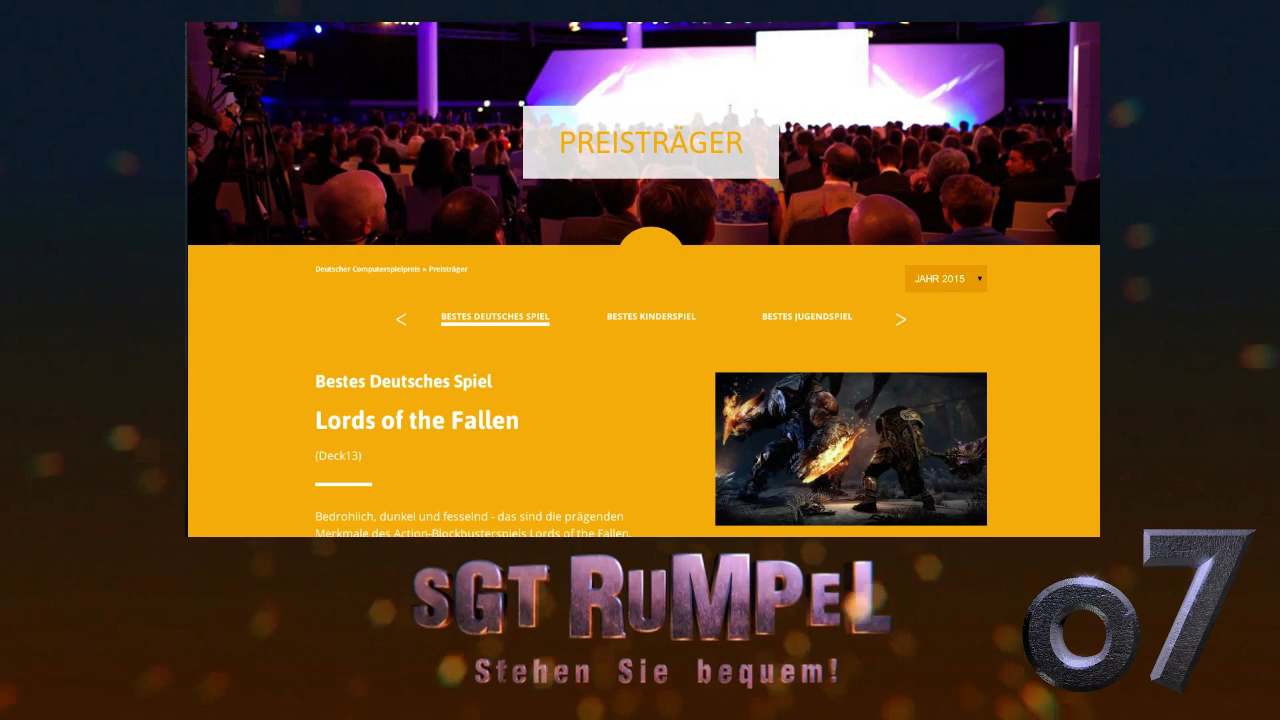 PREISTRÄGER
Deutscher Computerspielpreis » Preisträger
JAHR 2015
< BESTES DEUTSCHES SPIEL BESTES KINDERSPIEL BESTES JUGENDSPIEL >
Bestes Deutsches Spiel
Lords of the Fallen
(Deck13)
Bedrohlich, dunkel und fesselnd - das sind die prägenden
Merkmale des Action-Blockbusterspiels Lords of the Fallen.
SGT RuMPeL
Stehen Sie bequem!
o7